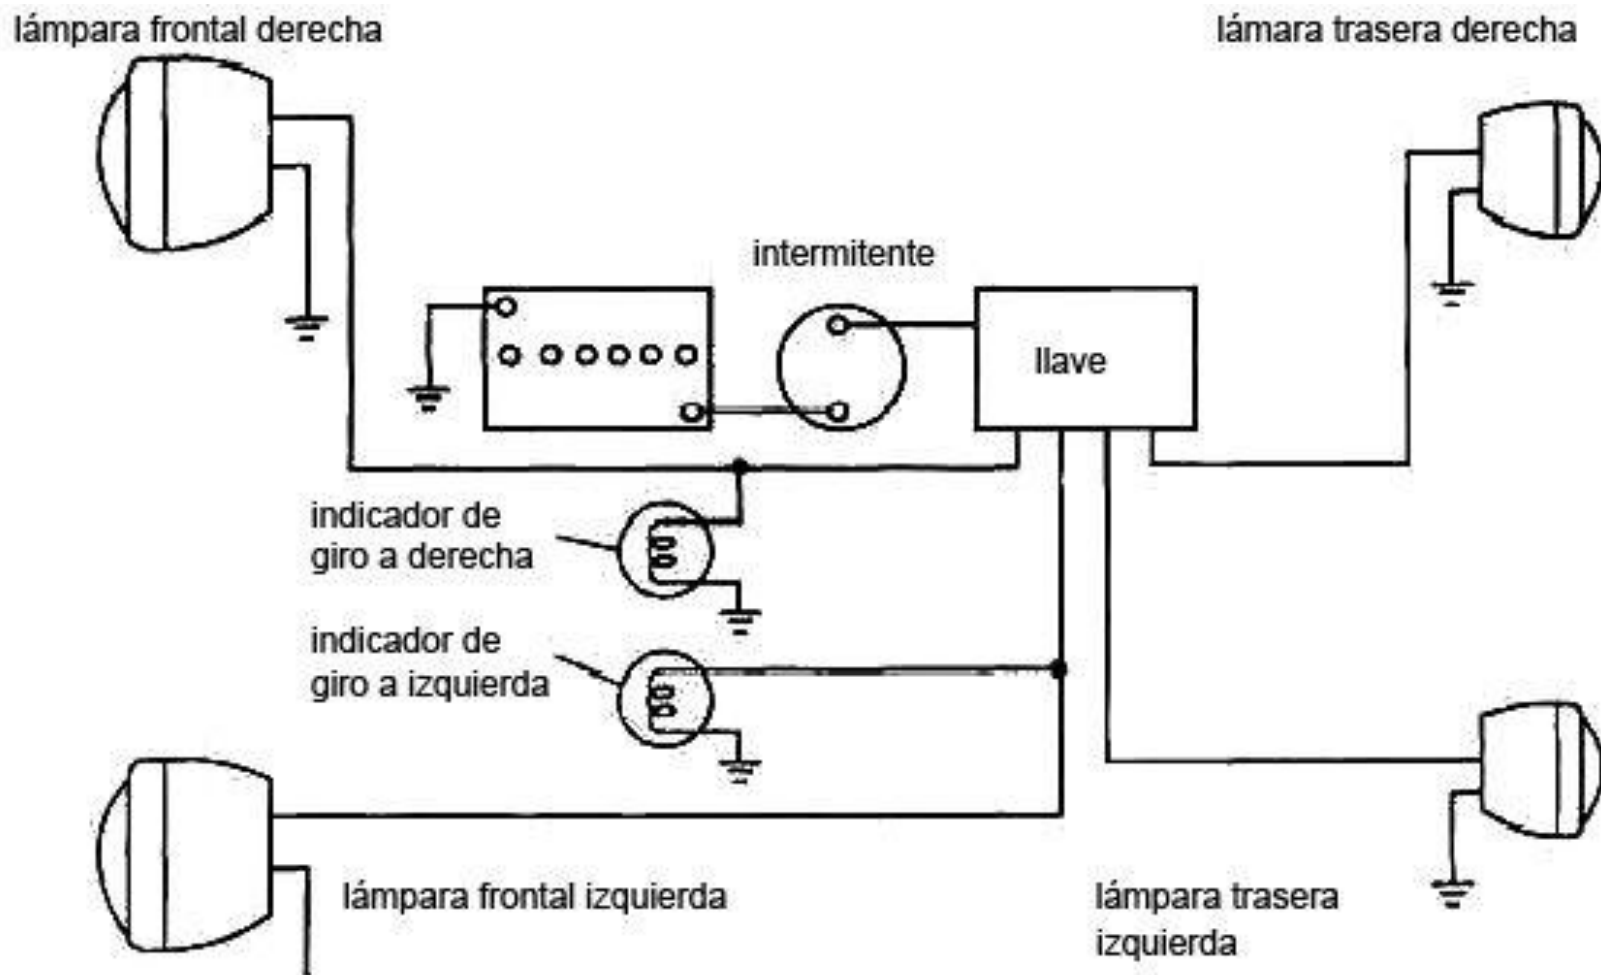 lámpara frontal derecha
lámara trasera derecha
intermitente
llave
indicador de
giro a derecha
indicador de
giro a izquierda
lámpara frontal izquierda
lámpara trasera
izquierda